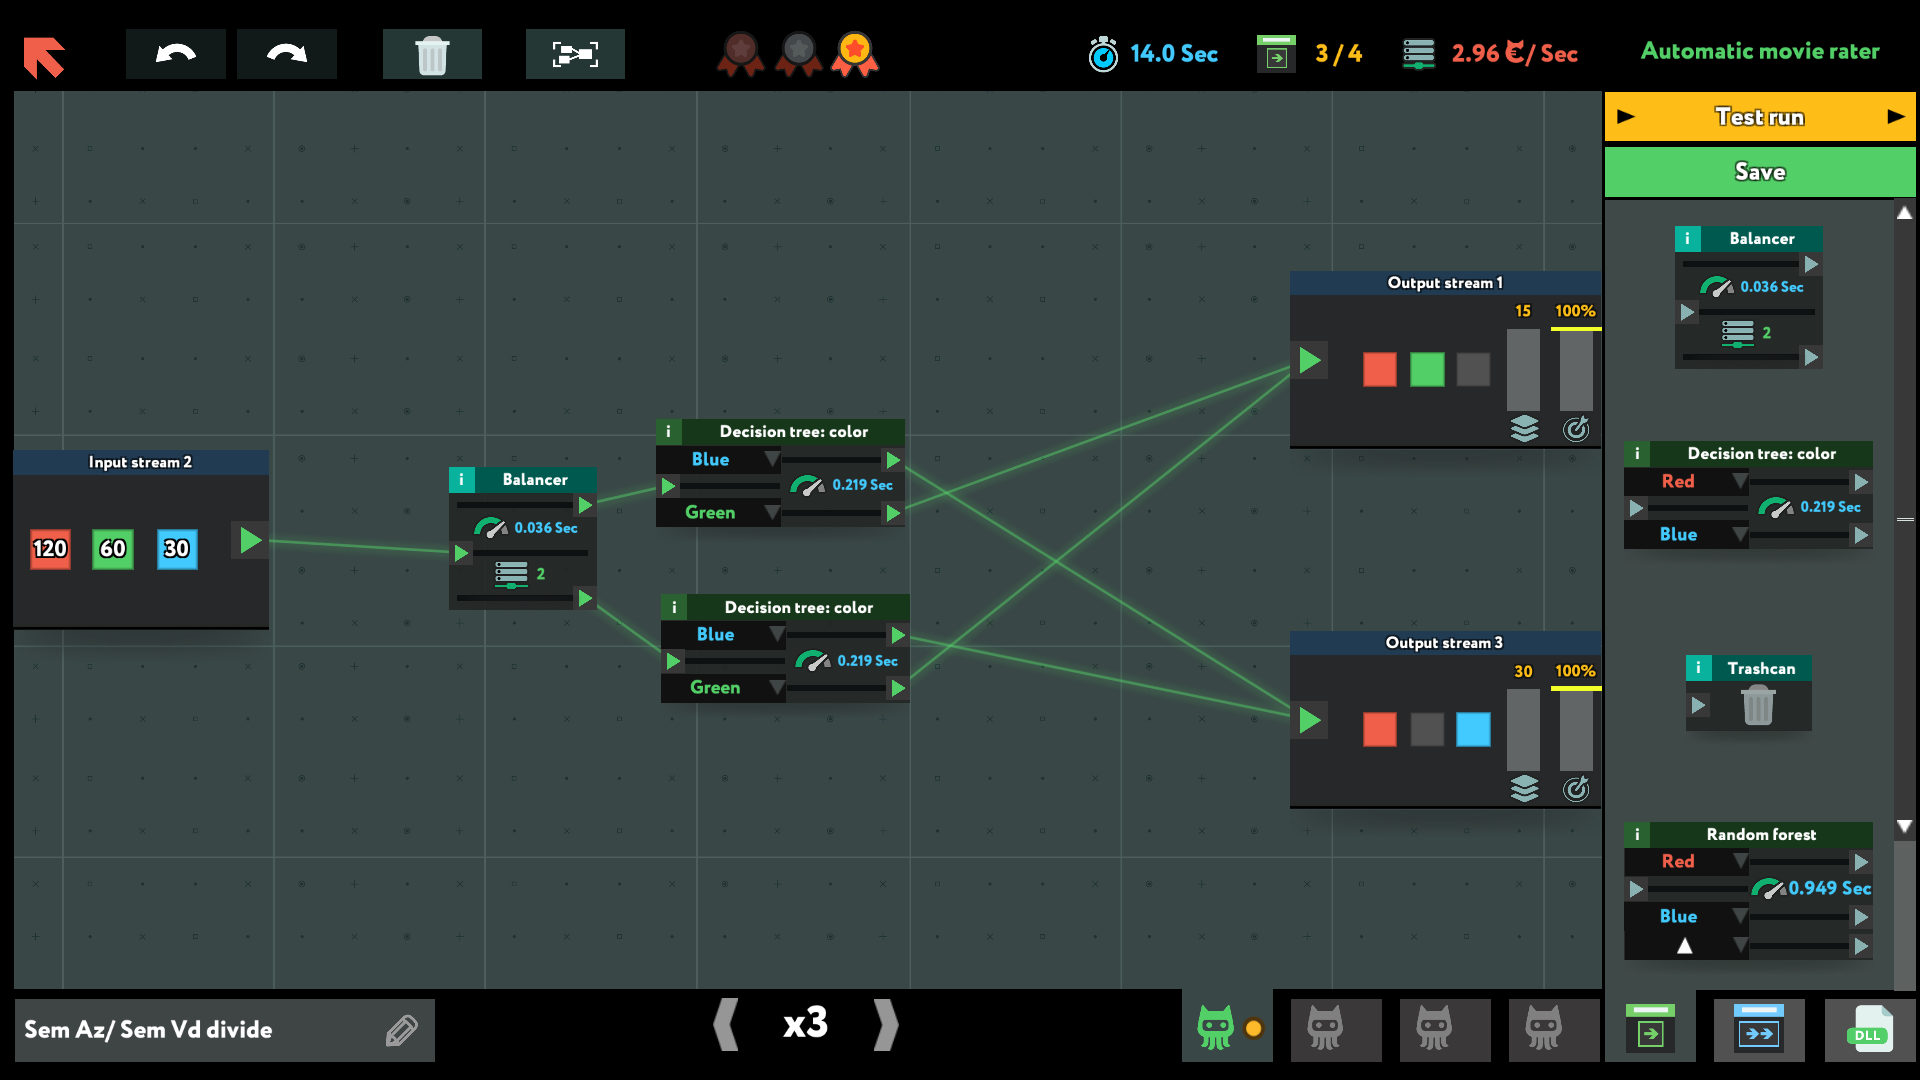 14.0 Sec
3 / 4
2.96 / Sec
Automatic movie rater
Test run
Save
Input stream 2
120
60
30
i Balancer
0.036 Sec
2
i Decision tree: color
Blue
0.219 Sec
Green
i Decision tree: color
Blue
0.219 Sec
Green
Output stream 1
15 100%
Output stream 3
30 100%
i Balancer
0.036 Sec
2
i Decision tree: color
Red
0.219 Sec
Blue
i Trashcan
i Random forest
Red
0.949 Sec
Blue
Sem Az/ Sem Vd divide
x3
DLL